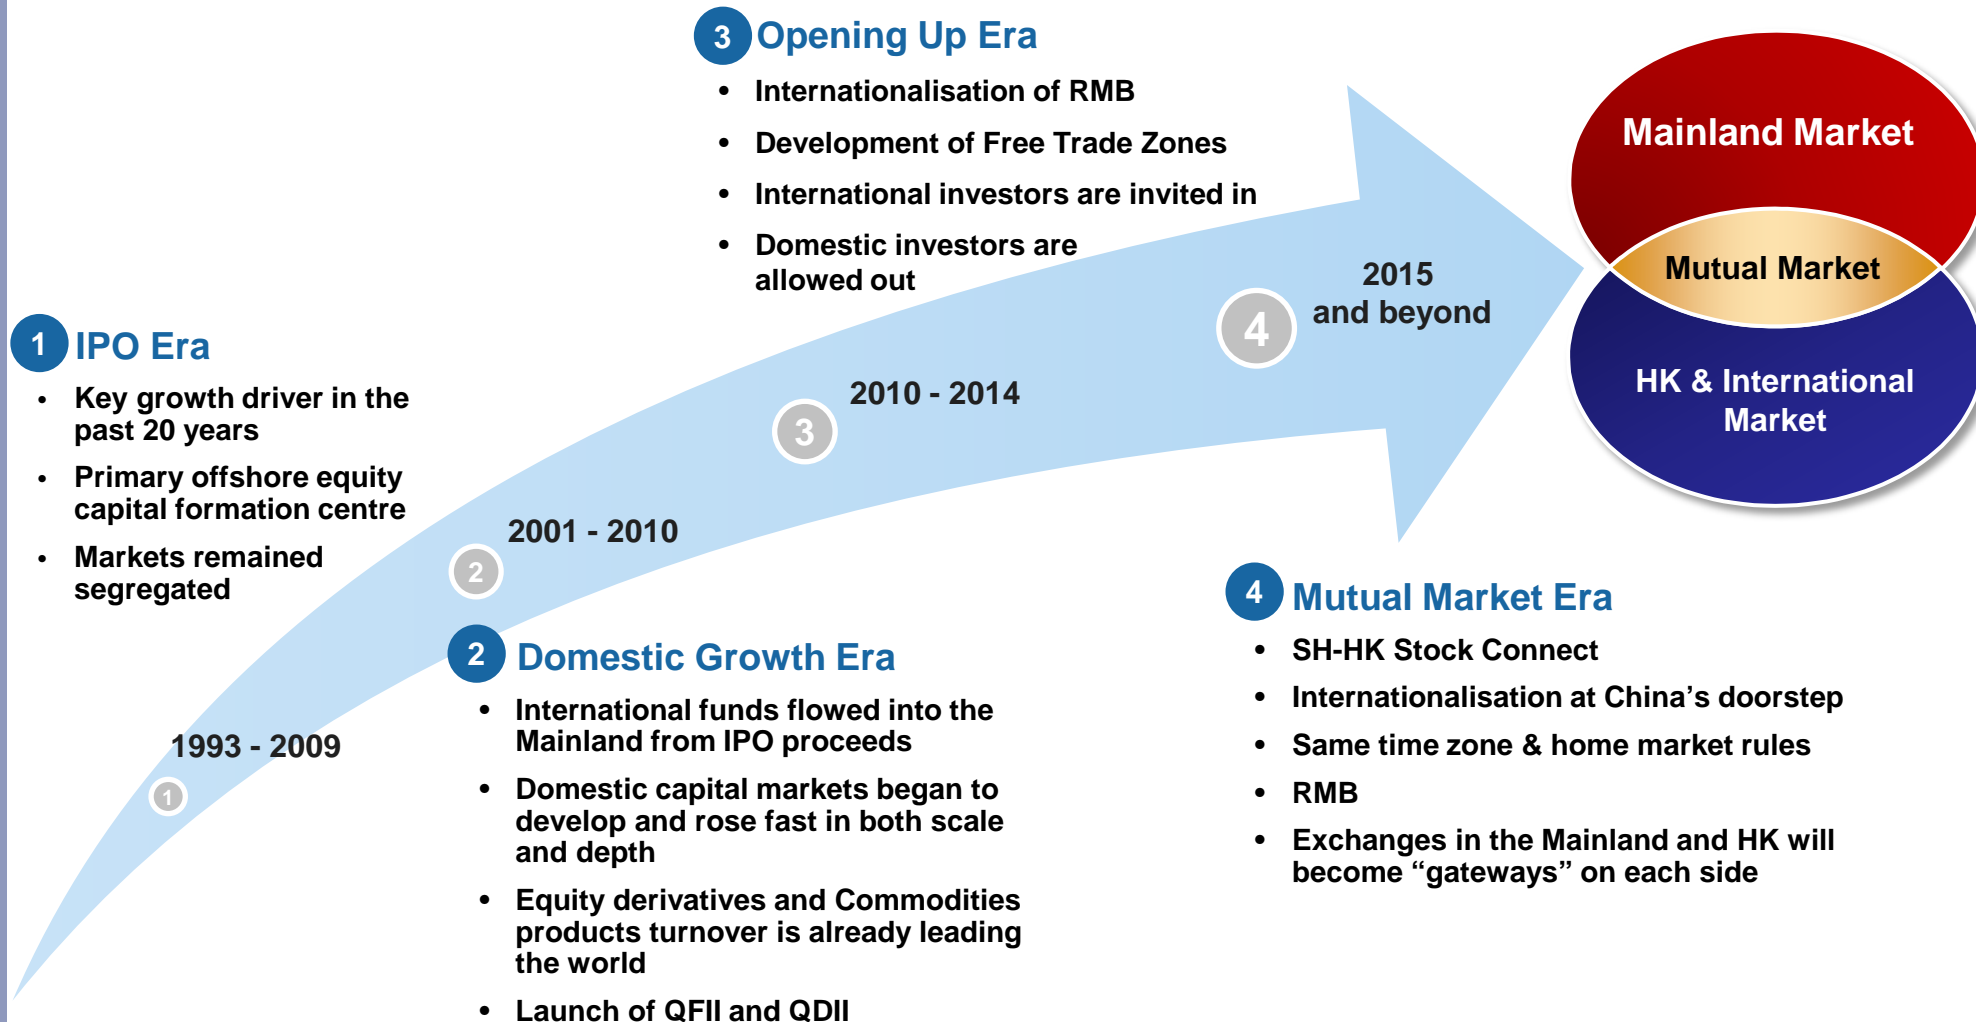 1 IPO Era
• Key growth driver in the
past 20 years
• Primary offshore equity
capital formation centre
• Markets remained
segregated
1993 - 2009
1
2 Domestic Growth Era
• International funds flowed into the
Mainland from IPO proceeds
• Domestic capital markets began to
develop and rose fast in both scale
and depth
• Equity derivatives and Commodities
products turnover is already leading
the world
• Launch of QFII and QDII
2001 - 2010
2
3 Opening Up Era
• Internationalisation of RMB
• Development of Free Trade Zones
• International investors are invited in
• Domestic investors are
allowed out
2010 - 2014
3
4 Mutual Market Era
• SH-HK Stock Connect
• Internationalisation at China’s doorstep
• Same time zone & home market rules
• RMB
• Exchanges in the Mainland and HK will
become “gateways” on each side
2015
and beyond
4
Mainland Market
Mutual Market
HK & International
Market